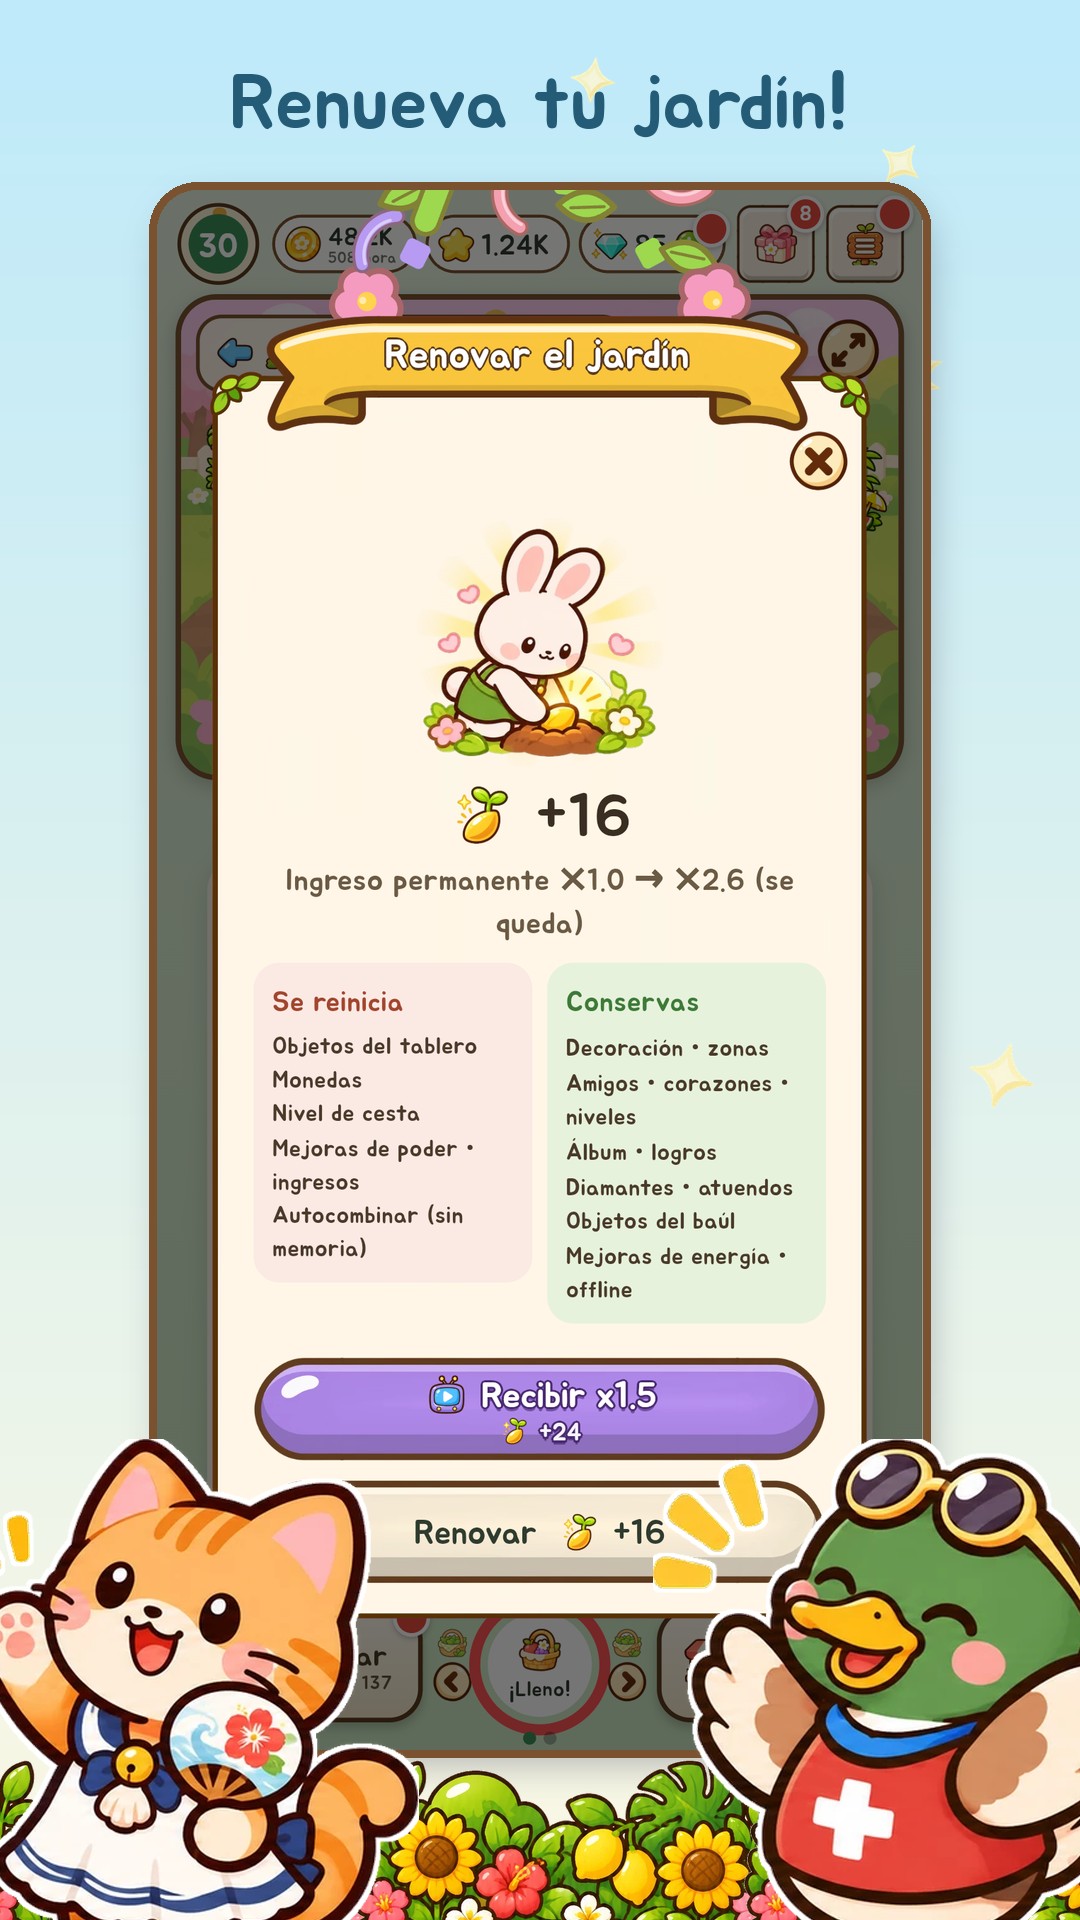 Renueva tu jardín!
30
1.24K
8
Renovar el jardín
+16
Ingreso permanente ×1.0 → ×2.6 (se
queda)
Se reinicia
Objetos del tablero
Monedas
Nivel de cesta
Mejoras de poder •
ingresos
Autocombinar (sin
memoria)
Conservas
Decoración • zonas
Amigos • corazones •
niveles
Álbum • logros
Diamantes • atuendos
Objetos del baúl
Mejoras de energía •
offline
Recibir x1.5
+24
Renovar +16
137
¡Lleno!